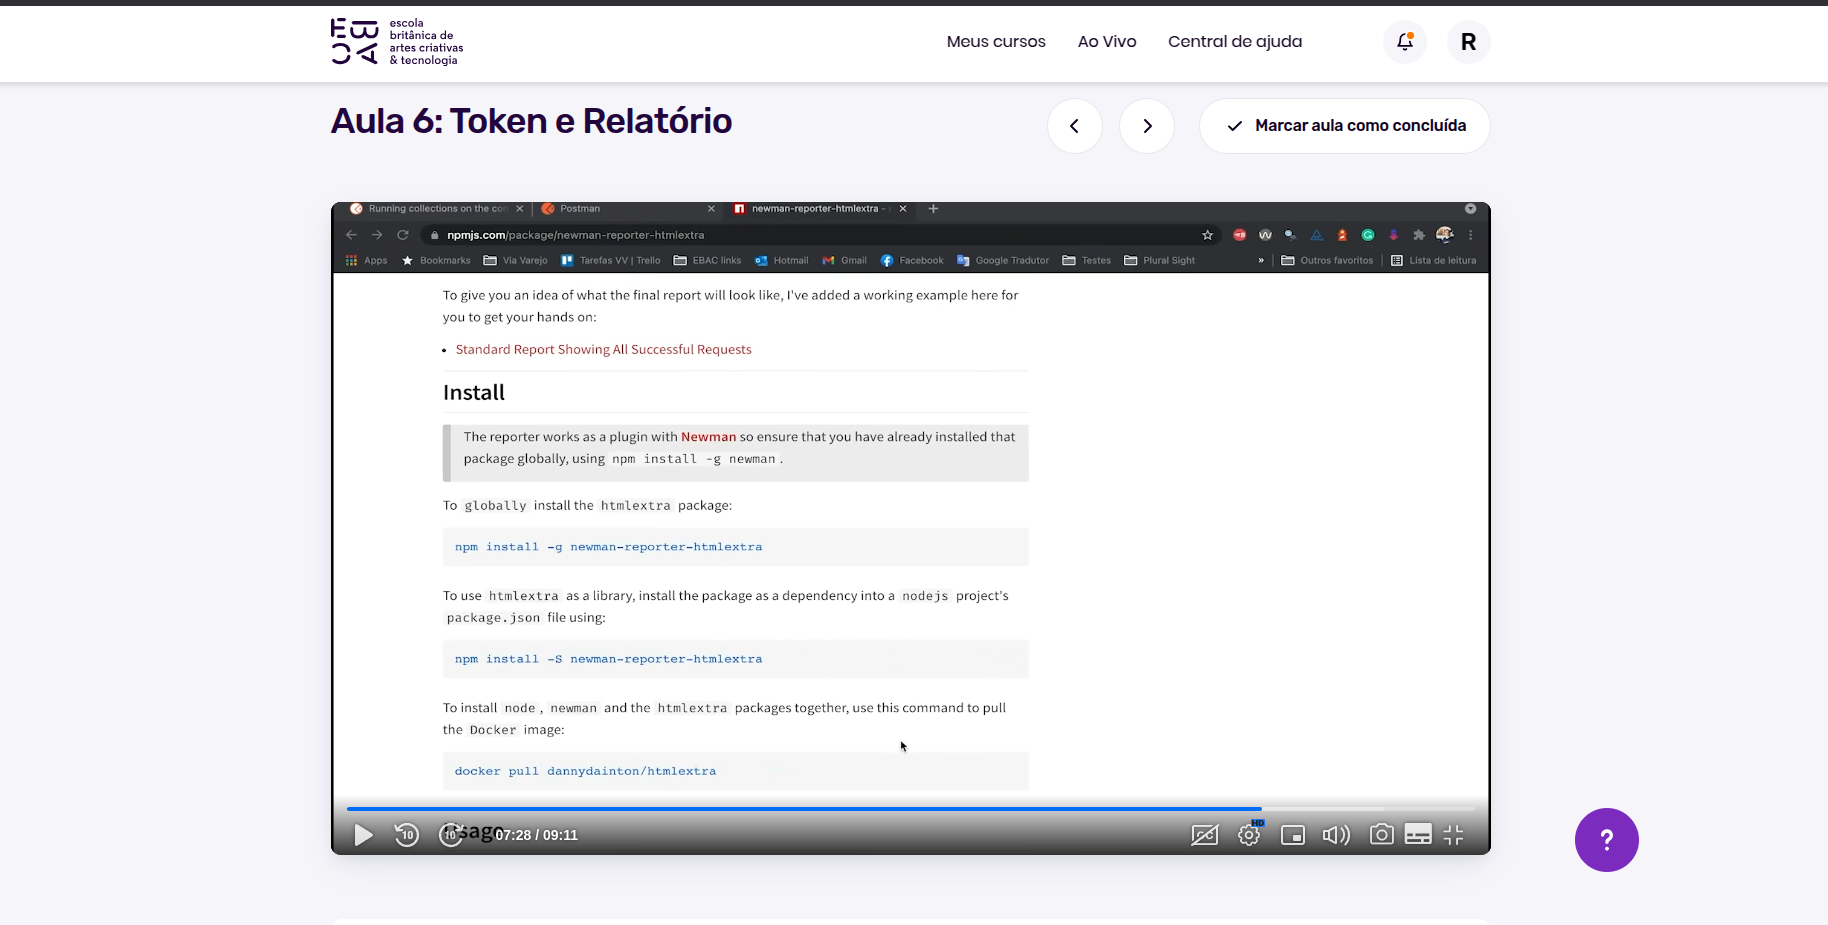 escola
britânica de
artes criativas
& tecnologia
Meus cursos
Ao Vivo
Central de ajuda
R
Aula 6: Token e Relatório
Marcar aula como concluída
Running collections on the con
Postman
newman-reporter-htmlextra -
npmjs.com/package/newman-reporter-htmlextra
Apps
Bookmarks
Via Varejo
Tarefas VV | Trello
EBAC links
Hotmail
Gmail
Facebook
Google Tradutor
Testes
Plural Sight
»
Outros favoritos
Lista de leitura
To give you an idea of what the final report will look like, I've added a working example here for
you to get your hands on:
• Standard Report Showing All Successful Requests
Install
The reporter works as a plugin with Newman so ensure that you have already installed that
package globally, using npm install -g newman.
To globally install the htmlextra package:
npm install -g newman-reporter-htmlextra
To use htmlextra as a library, install the package as a dependency into a nodejs project's
package.json file using:
npm install -S newman-reporter-htmlextra
To install node, newman and the htmlextra packages together, use this command to pull
the Docker image:
docker pull dannydainton/htmlextra
10
10
07:28 / 09:11
CC
HD
?